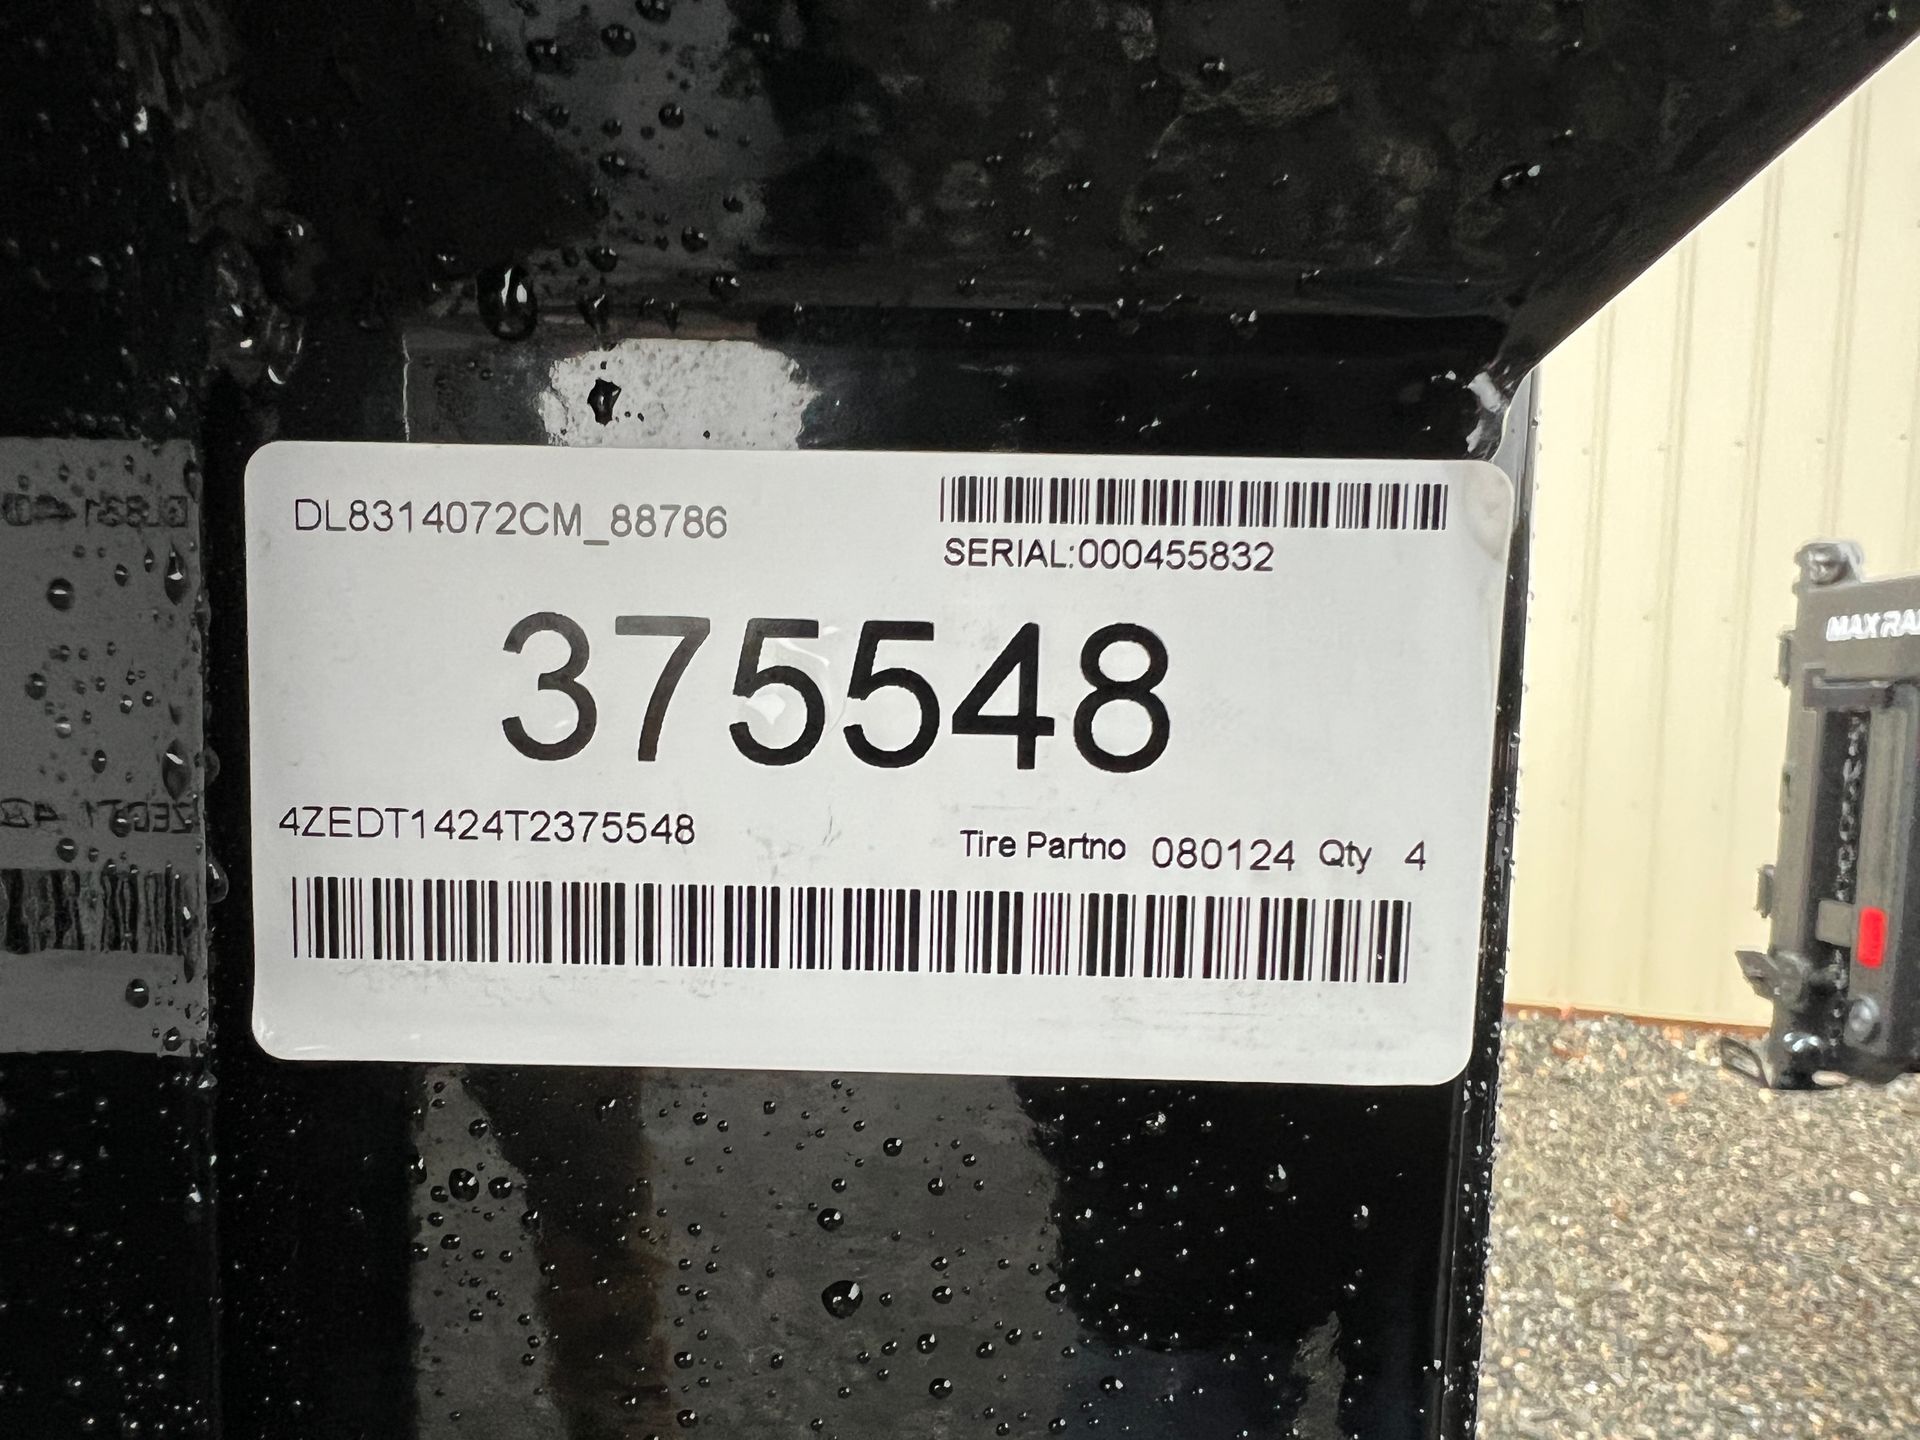 DL8314072CM_88786
SERIAL:000455832
375548
4ZEDT1424T2375548
Tire Partno 080124 Qty 4